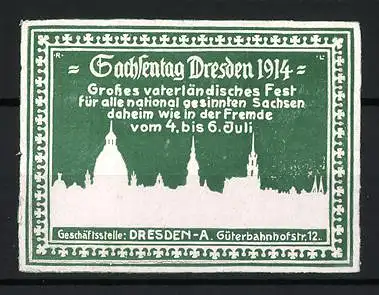 R. L.
= Sachsentag Dresden 1914 =
Großes vaterländisches Fest
für alle national gesinnten Sachsen
daheim wie in der Fremde
vom 4. bis 6. Juli
Geschäftsstelle: DRESDEN-A. Güterbahnhofstr. 12.